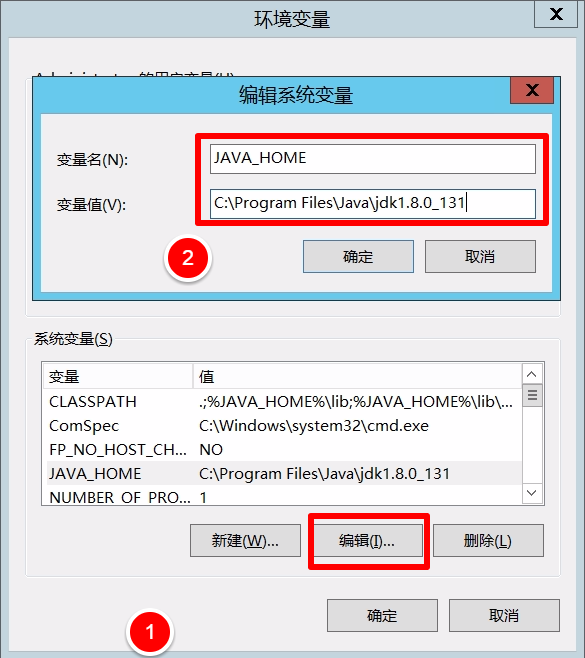 环境变量
X
Administrator 的用户变量(U)
编辑系统变量
X
变量名(N):
JAVA_HOME
变量值(V):
C:\Program Files\Java\jdk1.8.0_131
2
确定
取消
系统变量(S)
变量 值
CLASSPATH .;%JAVA_HOME%\lib;%JAVA_HOME%\lib\...
ComSpec C:\Windows\system32\cmd.exe
FP_NO_HOST_CH... NO
JAVA_HOME C:\Program Files\Java\jdk1.8.0_131
NUMBER_OF_PRO... 1
新建(W)... 编辑(I)... 删除(L)
确定 取消
1